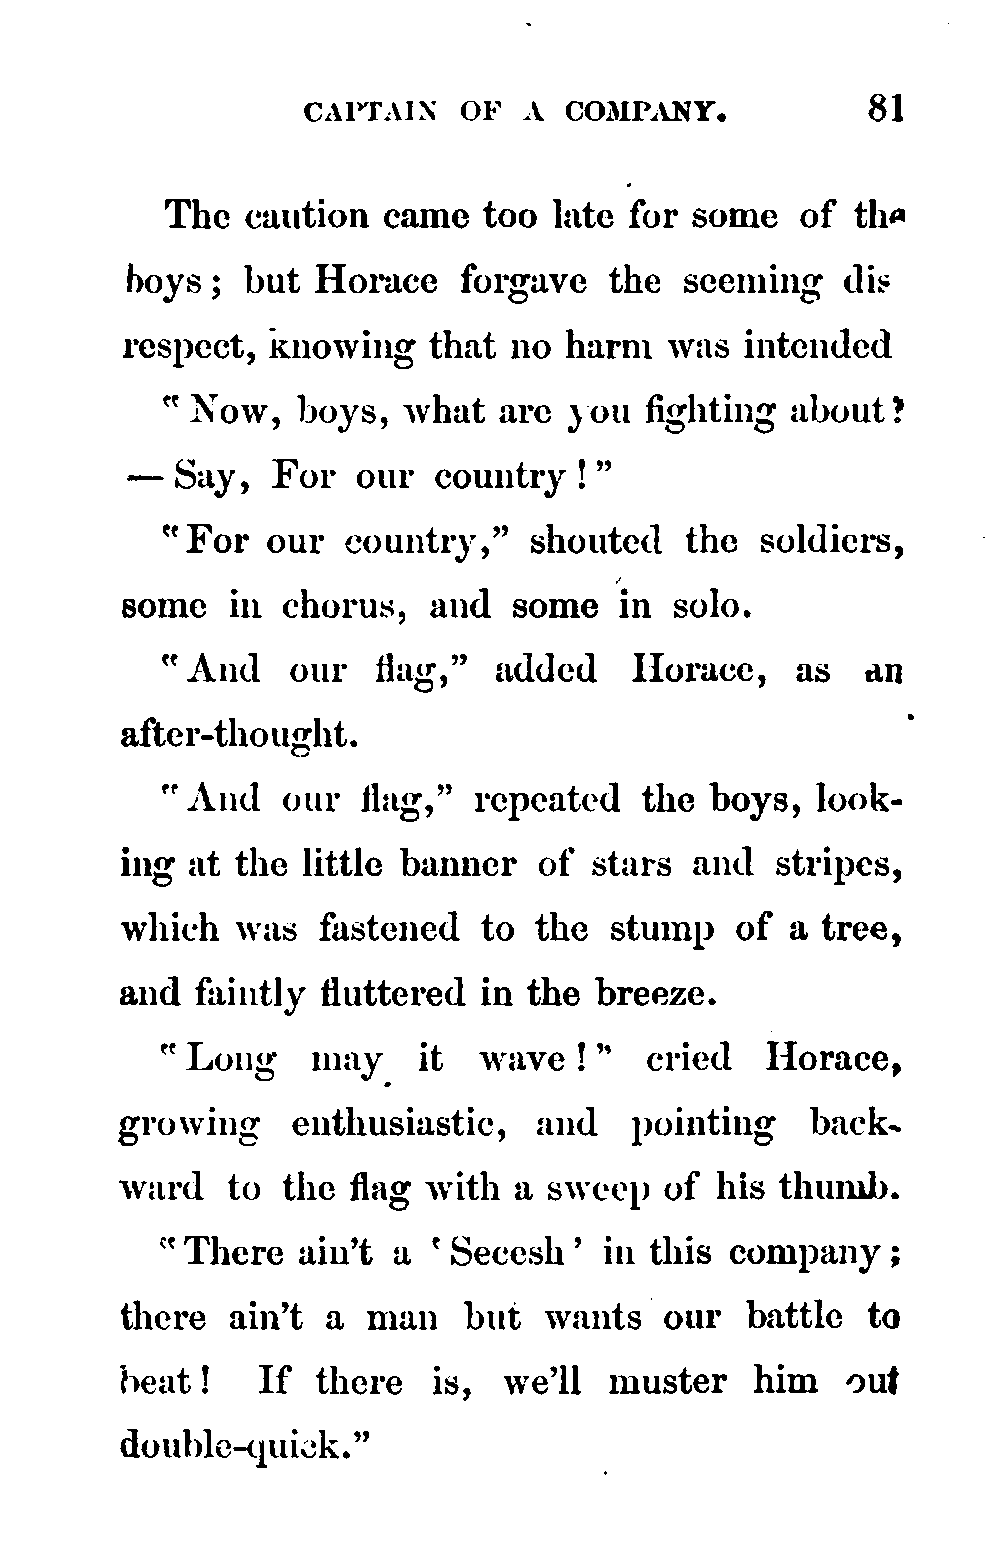 CAPTAIN OF A COMPANY. 81
The caution came too late for some of the
boys; but Horace forgave the seeming dis
respect, knowing that no harm was intended
"Now, boys, what are you fighting about?
— Say, For our country!"
"For our country," shouted the soldiers,
some in chorus, and some in solo.
"And our flag," added Horace, as an
after-thought.
"And our flag," repeated the boys, look-
ing at the little banner of stars and stripes,
which was fastened to the stump of a tree,
and faintly fluttered in the breeze.
"Long may it wave!" cried Horace,
growing enthusiastic, and pointing back-
ward to the flag with a sweep of his thumb.
"There ain't a 'Secesh' in this company;
there ain't a man but wants our battle to
beat! If there is, we'll muster him out
double-quick."